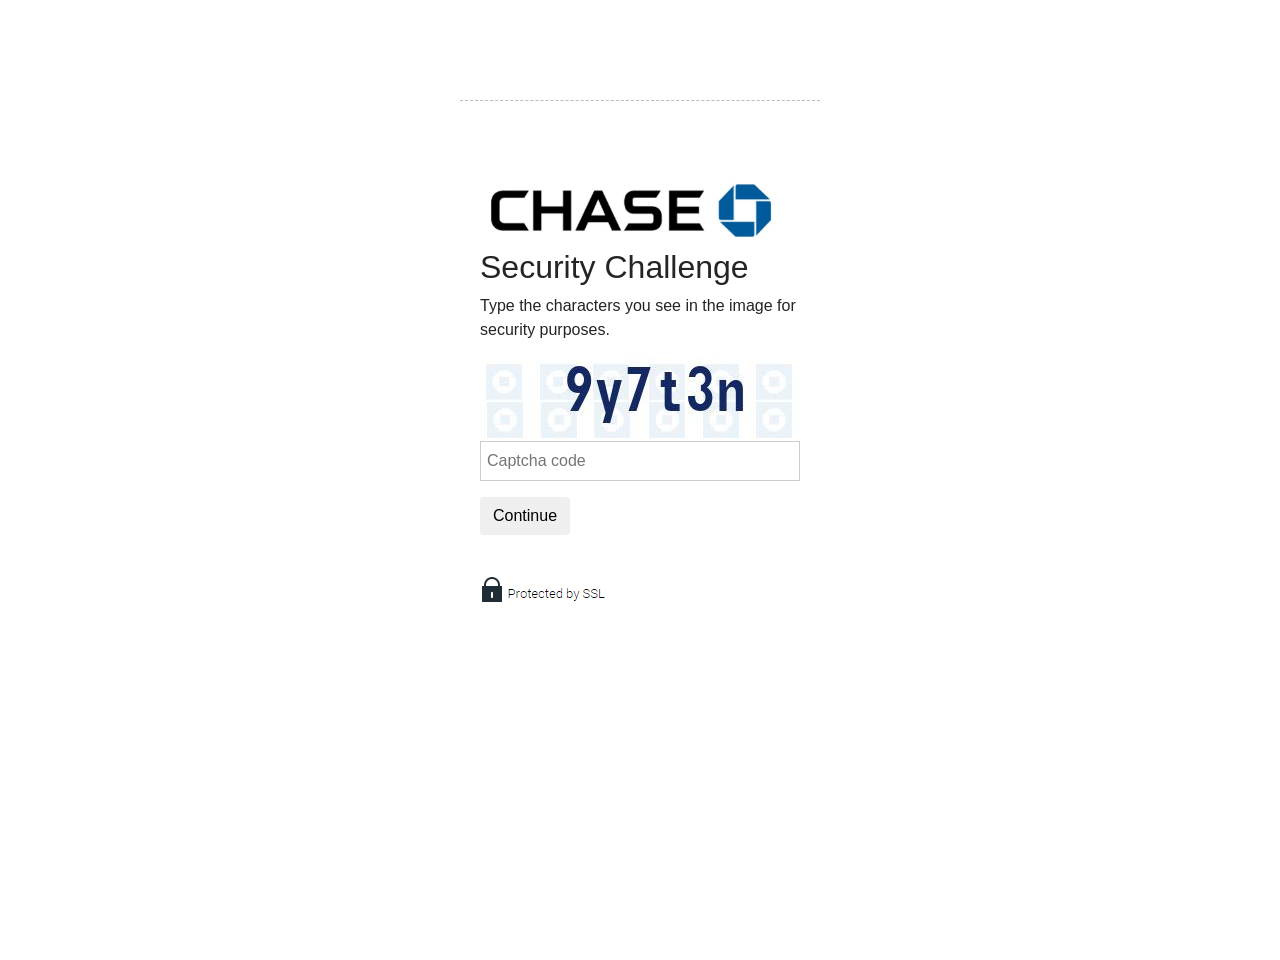 CHASE
Security Challenge
Type the characters you see in the image for
security purposes.
9y7t3n
Captcha code
Continue
Protected by SSL